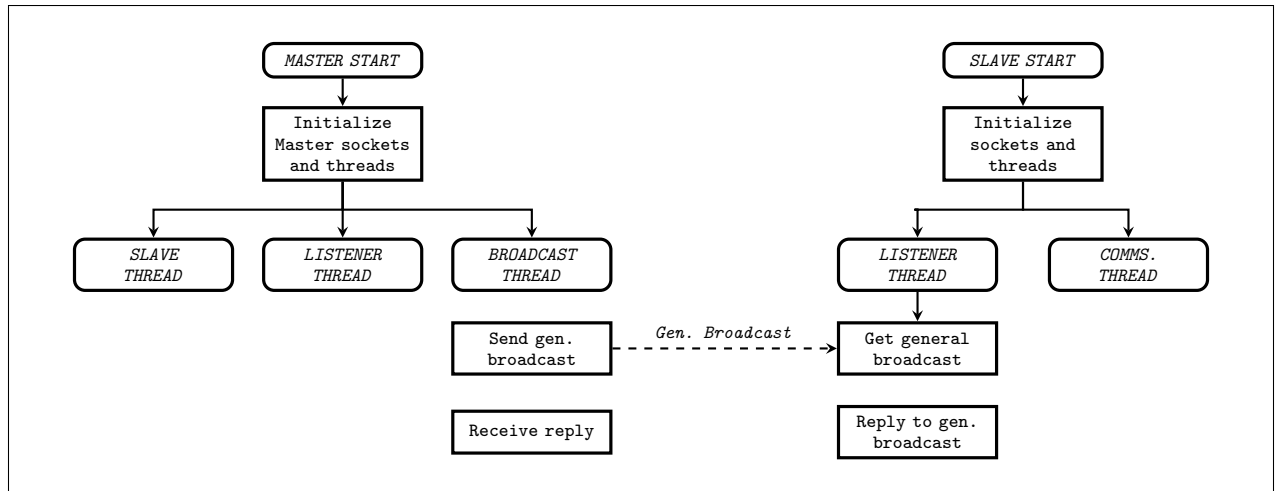 MASTER START
SLAVE START
Initialize
Master sockets
and threads
Initialize
sockets and
threads
SLAVE
THREAD
LISTENER
THREAD
BROADCAST
THREAD
LISTENER
THREAD
COMMS.
THREAD
Send gen.
broadcast
Gen. Broadcast
Get general
broadcast
Receive reply
Reply to gen.
broadcast